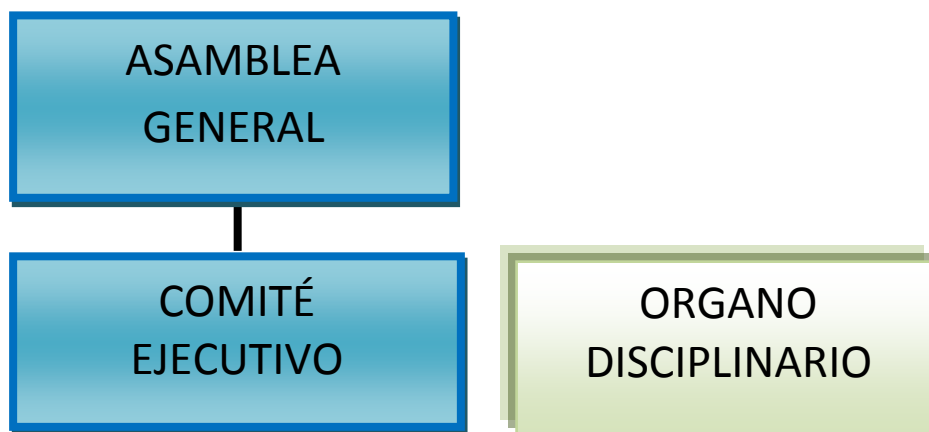 ASAMBLEA
GENERAL
COMITÉ
EJECUTIVO
ORGANO
DISCIPLINARIO